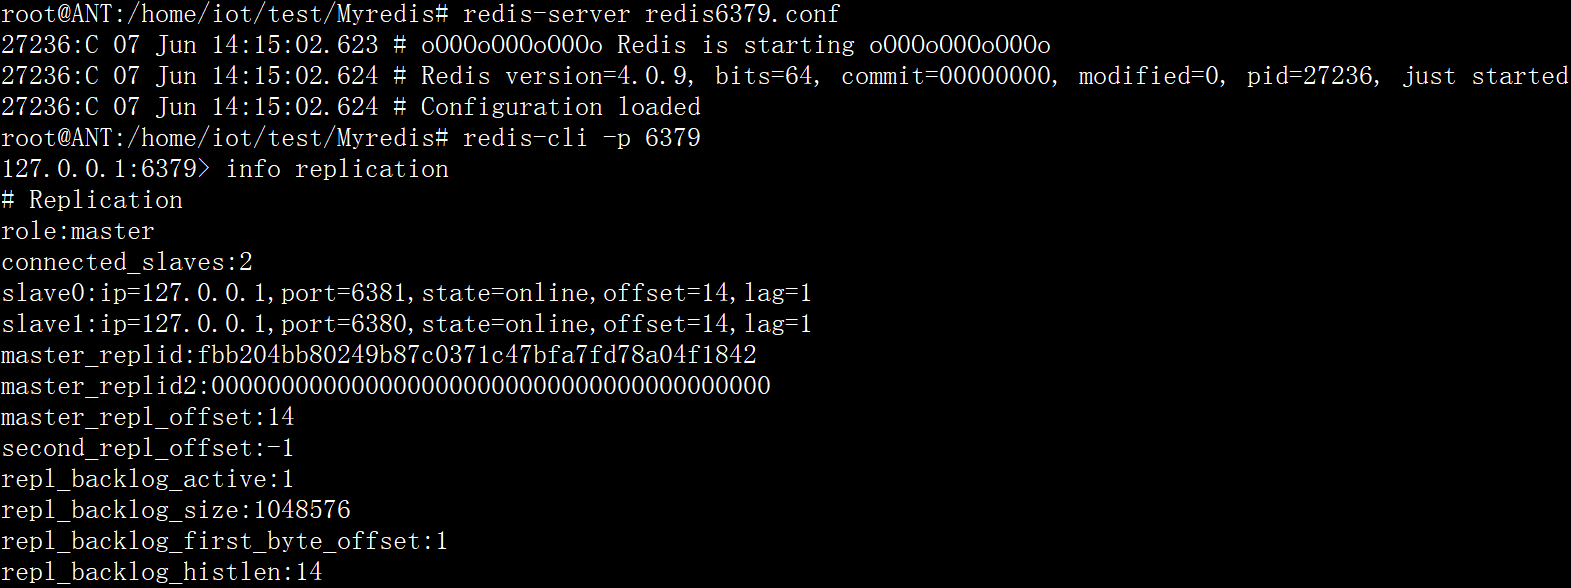 root@ANT:/home/iot/test/Myredis# redis-server redis6379.conf
27236:C 07 Jun 14:15:02.623 # oO0OoO0OoO0Oo Redis is starting oO0OoO0OoO0Oo
27236:C 07 Jun 14:15:02.624 # Redis version=4.0.9, bits=64, commit=00000000, modified=0, pid=27236, just started
27236:C 07 Jun 14:15:02.624 # Configuration loaded
root@ANT:/home/iot/test/Myredis# redis-cli -p 6379
127.0.0.1:6379> info replication
# Replication
role:master
connected_slaves:2
slave0:ip=127.0.0.1,port=6381,state=online,offset=14,lag=1
slave1:ip=127.0.0.1,port=6380,state=online,offset=14,lag=1
master_replid:fbb204bb80249b87c0371c47bfa7fd78a04f1842
master_replid2:0000000000000000000000000000000000000000
master_repl_offset:14
second_repl_offset:-1
repl_backlog_active:1
repl_backlog_size:1048576
repl_backlog_first_byte_offset:1
repl_backlog_histlen:14